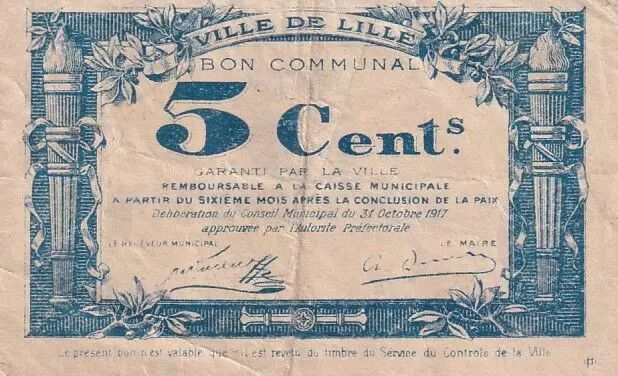 VILLE DE LILLE
BON COMMUNAL
5 Cents.
GARANTI PAR LA VILLE
REMBOURSABLE A LA CAISSE MUNICIPALE
A PARTIR DU SIXIÈME MOIS APRÈS LA CONCLUSION DE LA PAIX
Délibération du Conseil Municipal du 31 Octobre 1917
approuvée par l'Autorité Préfectorale
LE RECEVEUR MUNICIPAL LE MAIRE
Le présent bon n'est valable que s'il est revêtu du timbre du Service du Contrôle de la Ville